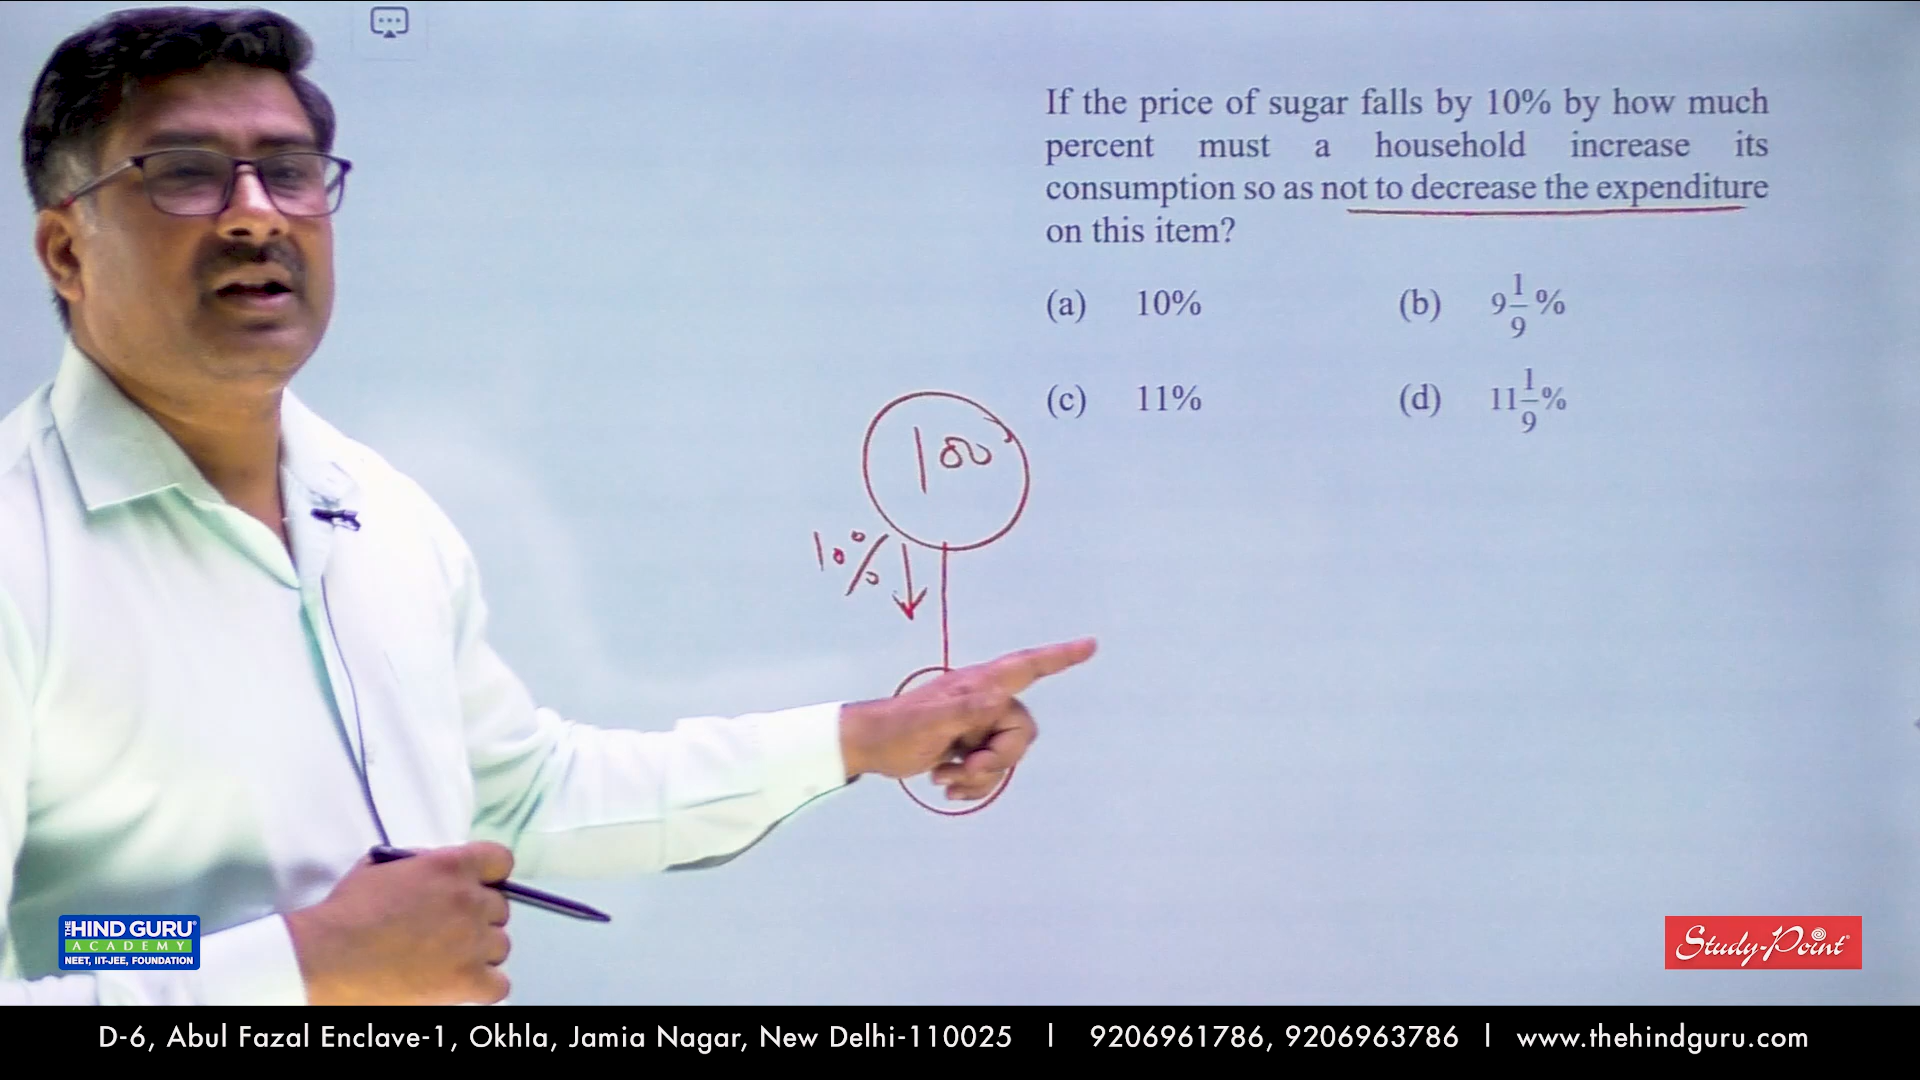 If the price of sugar falls by 10% by how much
percent must a household increase its
consumption so as not to decrease the expenditure
on this item?
(a) 10% (b) 9 1/9 %
(c) 11% (d) 11 1/9 %
100
10%
THE HIND GURU
ACADEMY
NEET, IIT-JEE, FOUNDATION
Study-Point
D-6, Abul Fazal Enclave-1, Okhla, Jamia Nagar, New Delhi-110025 | 9206961786, 9206963786 | www.thehindguru.com